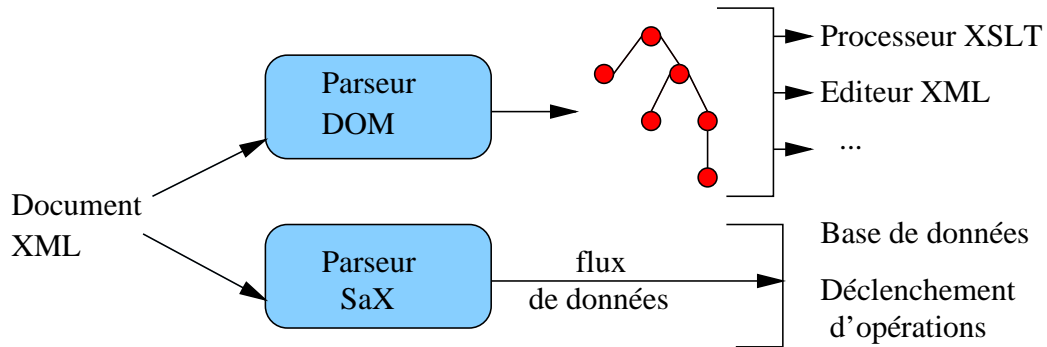 Processeur XSLT
Parseur
DOM
Editeur XML
...
Document
XML
Parseur
SaX
flux
de données
Base de données
Déclenchement
d’opérations